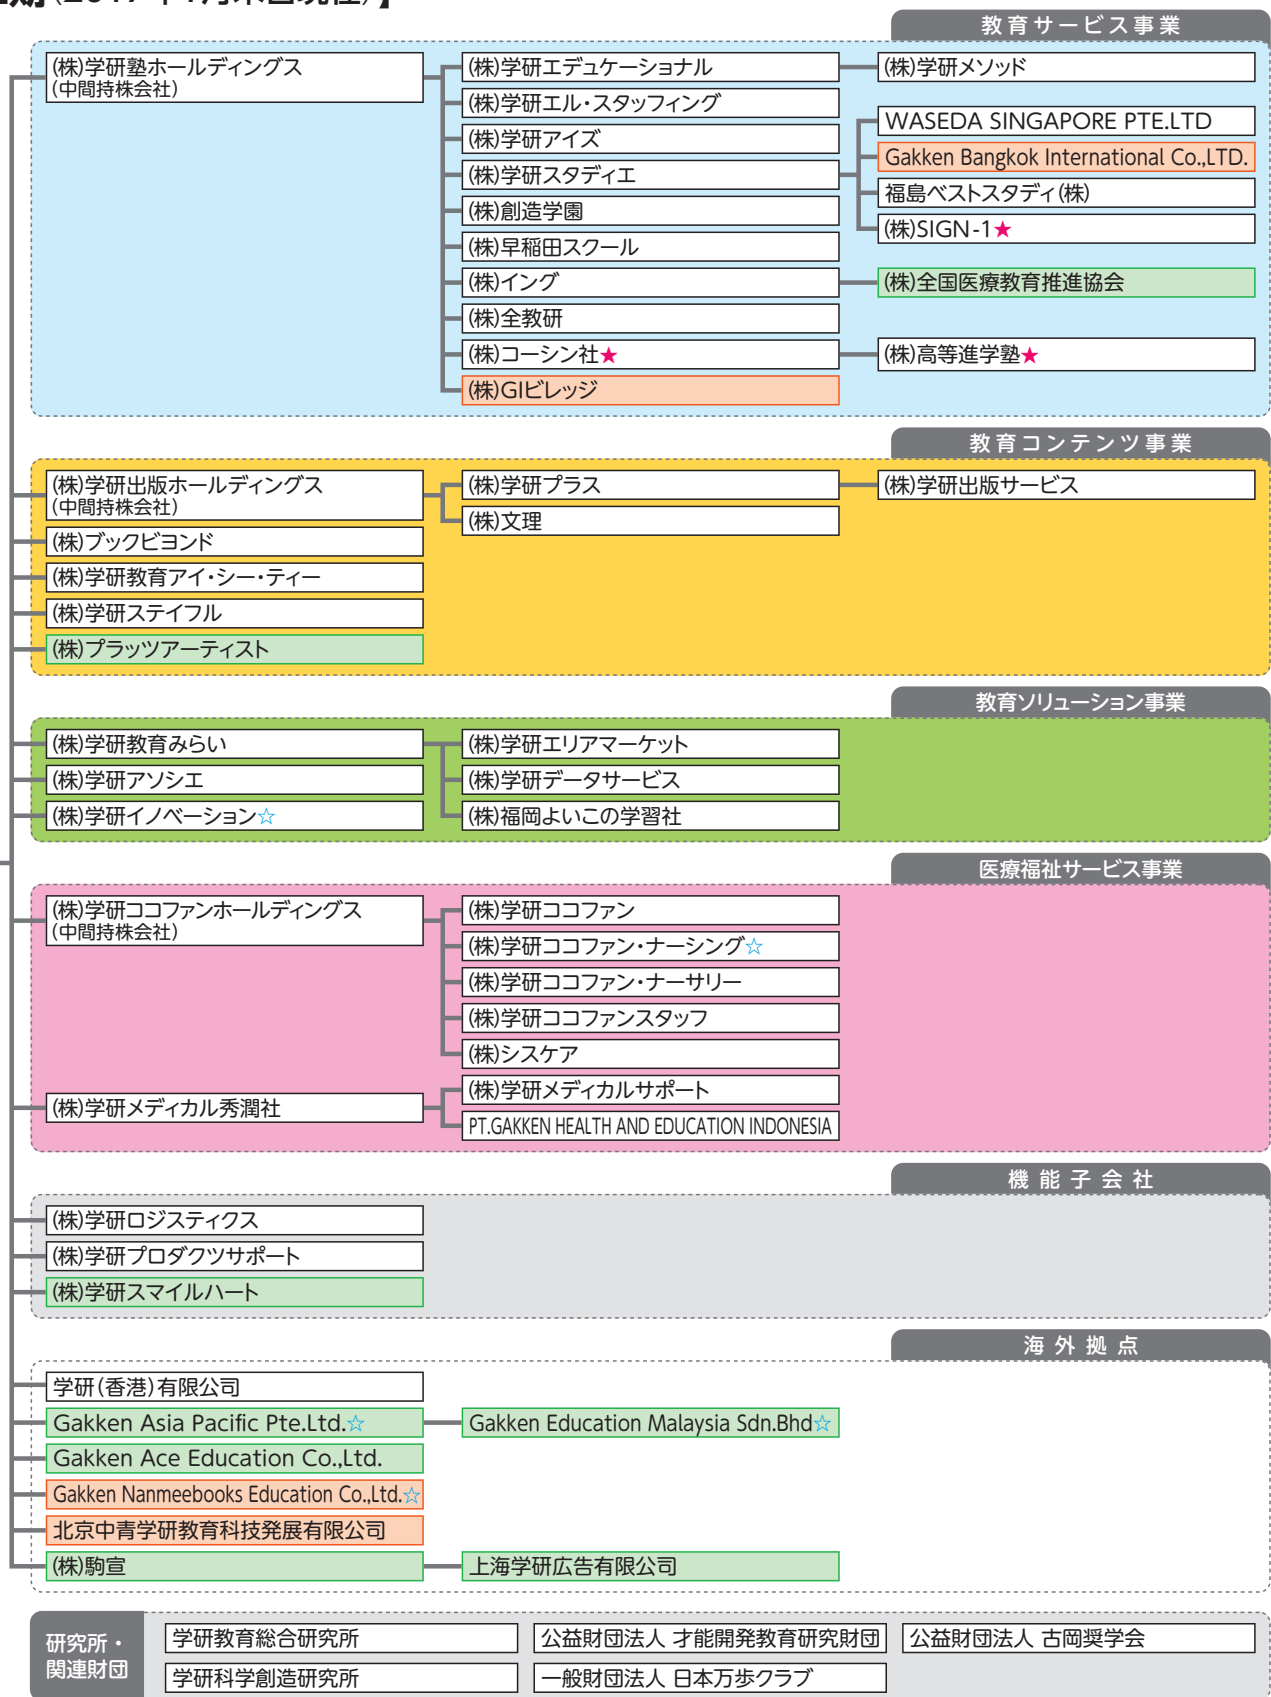 (2017年1月末日現在)】
教育サービス事業
(株)学研塾ホールディングス
(中間持株会社)
(株)学研エデュケーショナル
(株)学研メソッド
(株)学研エル・スタッフィング
(株)学研アイズ
(株)学研スタディエ
WASEDA SINGAPORE PTE.LTD
Gakken Bangkok International Co.,LTD.
福島ベストスタディ(株)
(株)SIGN-1★
(株)創造学園
(株)早稲田スクール
(株)イング
(株)全国医療教育推進協会
(株)全教研
(株)コーシン社★
(株)高等進学塾★
(株)GIビレッジ
教育コンテンツ事業
(株)学研出版ホールディングス
(中間持株会社)
(株)学研プラス
(株)学研出版サービス
(株)文理
(株)ブックビヨンド
(株)学研教育アイ・シー・ティー
(株)学研ステイフル
(株)プラッツアーティスト
教育ソリューション事業
(株)学研教育みらい
(株)学研エリアマーケット
(株)学研アソシエ
(株)学研データサービス
(株)学研イノベーション☆
(株)福岡よいこの学習社
医療福祉サービス事業
(株)学研ココファンホールディングス
(中間持株会社)
(株)学研ココファン
(株)学研ココファン・ナーシング☆
(株)学研ココファン・ナーサリー
(株)学研ココファンスタッフ
(株)シスケア
(株)学研メディカル秀潤社
(株)学研メディカルサポート
PT.GAKKEN HEALTH AND EDUCATION INDONESIA
機能子会社
(株)学研ロジスティクス
(株)学研プロダクツサポート
(株)学研スマイルハート
海外拠点
学研(香港)有限公司
Gakken Asia Pacific Pte.Ltd.☆
Gakken Education Malaysia Sdn.Bhd☆
Gakken Ace Education Co.,Ltd.
Gakken Nanmeebooks Education Co.,Ltd.☆
北京中青学研教育科技発展有限公司
(株)駒宣
上海学研広告有限公司
研究所・
関連財団
学研教育総合研究所
公益財団法人 才能開発教育研究財団
公益財団法人 古岡奨学会
学研科学創造研究所
一般財団法人 日本万歩クラブ